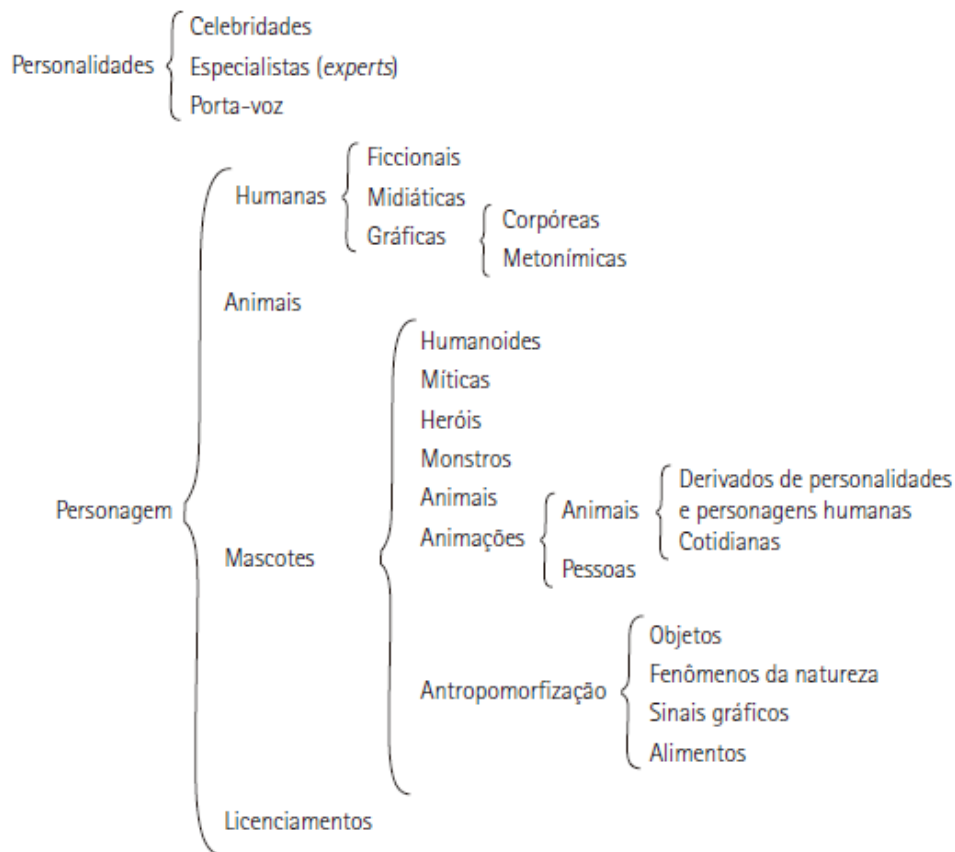 Celebridades
Personalidades
Especialistas (experts)
Porta-voz
Ficcionais
Humanas
Midiáticas
Gráficas
Corpóreas
Metonímicas
Animais
Humanoides
Míticas
Heróis
Monstros
Animais
Animações
Animais
Derivados de personalidades
e personagens humanas
Cotidianas
Pessoas
Personagem
Mascotes
Antropomorfização
Objetos
Fenômenos da natureza
Sinais gráficos
Alimentos
Licenciamentos